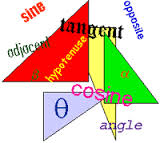 sine
opposite
tangent
adjacent
hypotenuse
α
α
cosine
θ
angle